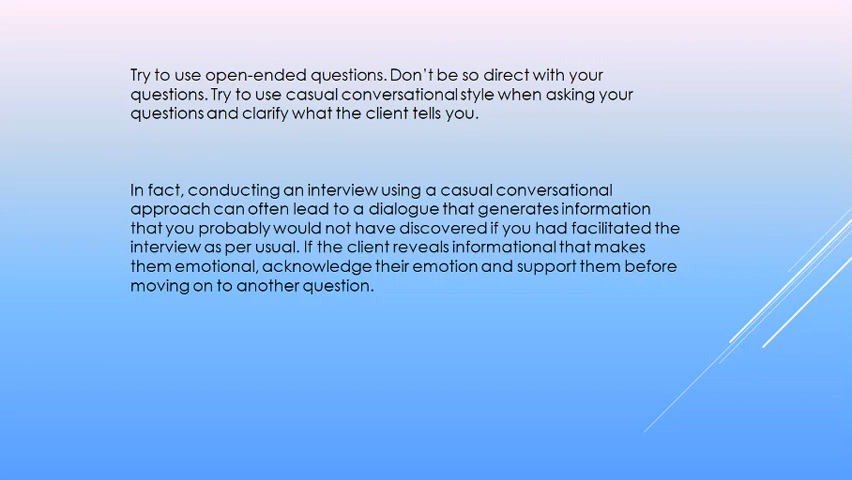 Try to use open-ended questions. Don't be so direct with your
questions. Try to use casual conversational style when asking your
questions and clarify what the client tells you.
In fact, conducting an interview using a casual conversational
approach can often lead to a dialogue that generates information
that you probably would not have discovered if you had facilitated the
interview as per usual. If the client reveals informational that makes
them emotional, acknowledge their emotion and support them before
moving on to another question.